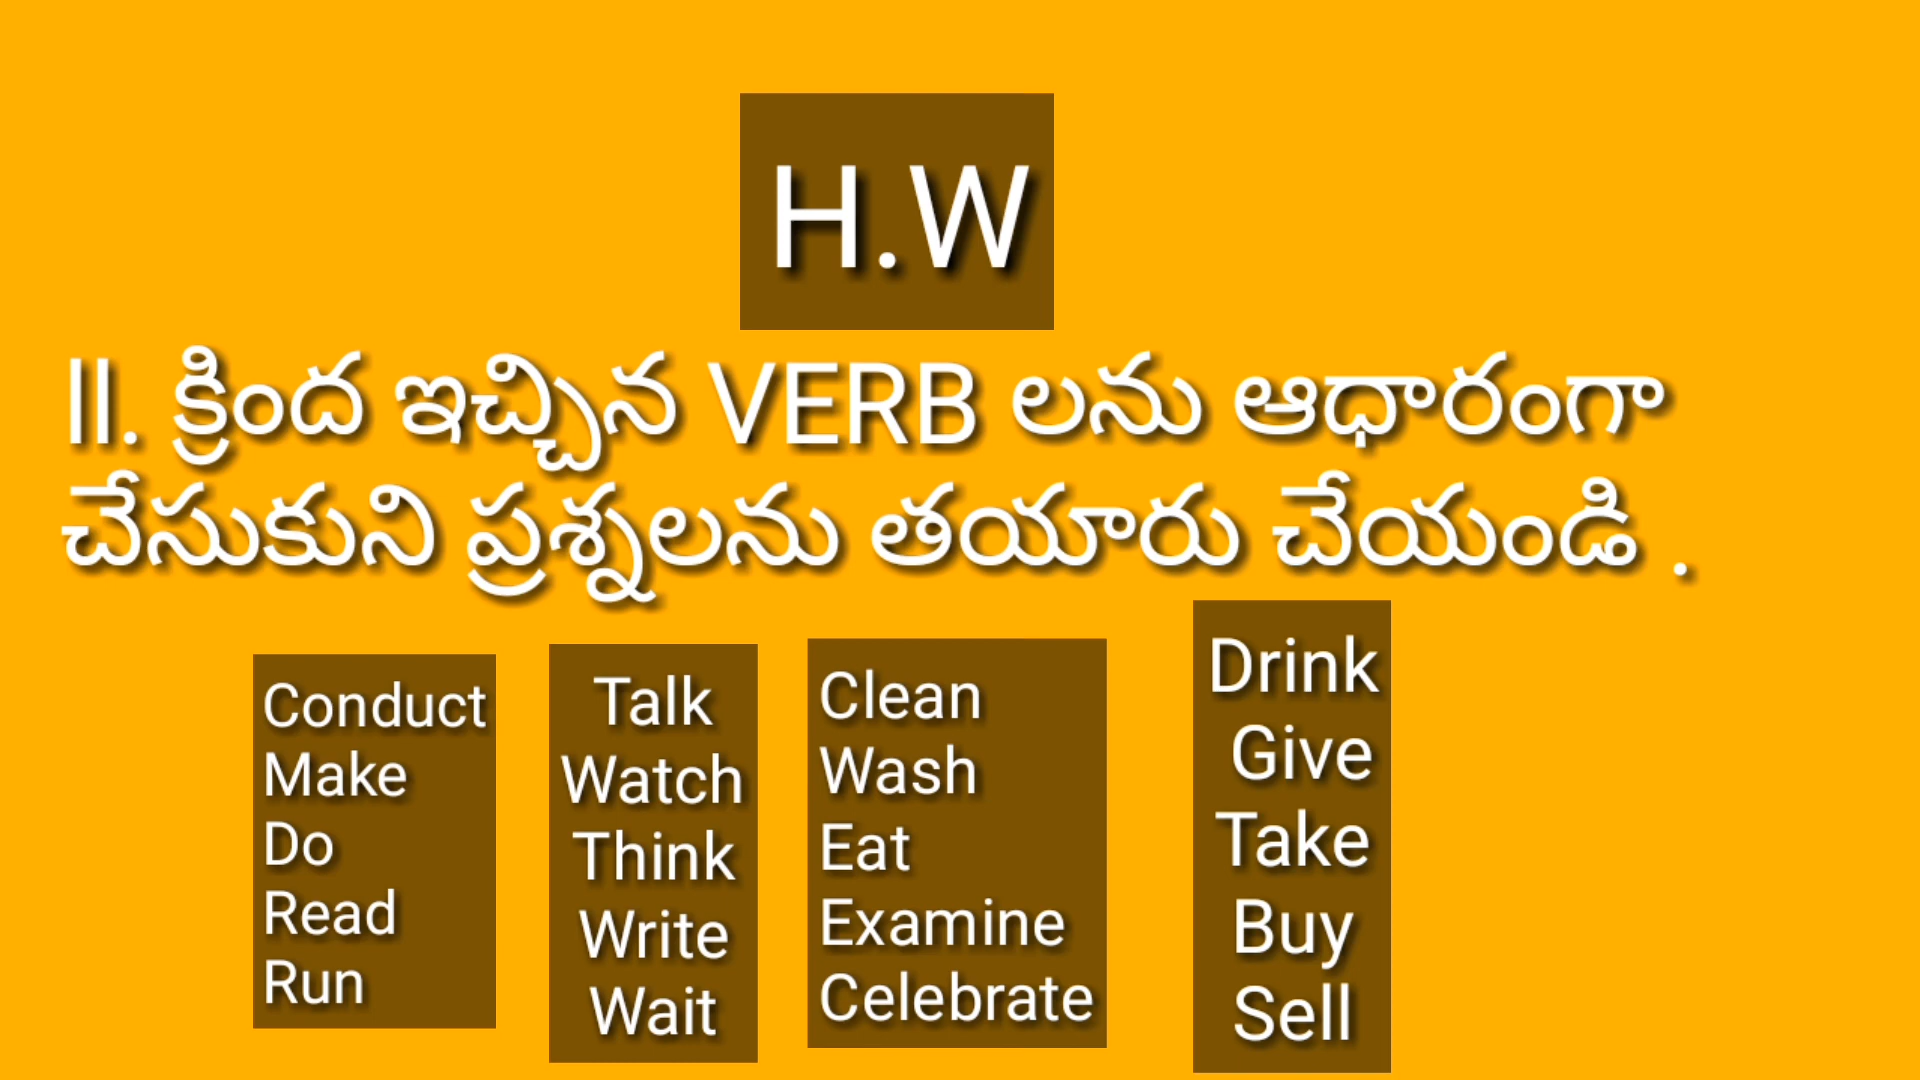 H.W
II. క్రింద ఇచ్చిన VERB లను ఆధారంగా
చేసుకుని ప్రశ్నలను తయారు చేయండి .
Conduct
Make
Do
Read
Run
Talk
Watch
Think
Write
Wait
Clean
Wash
Eat
Examine
Celebrate
Drink
Give
Take
Buy
Sell